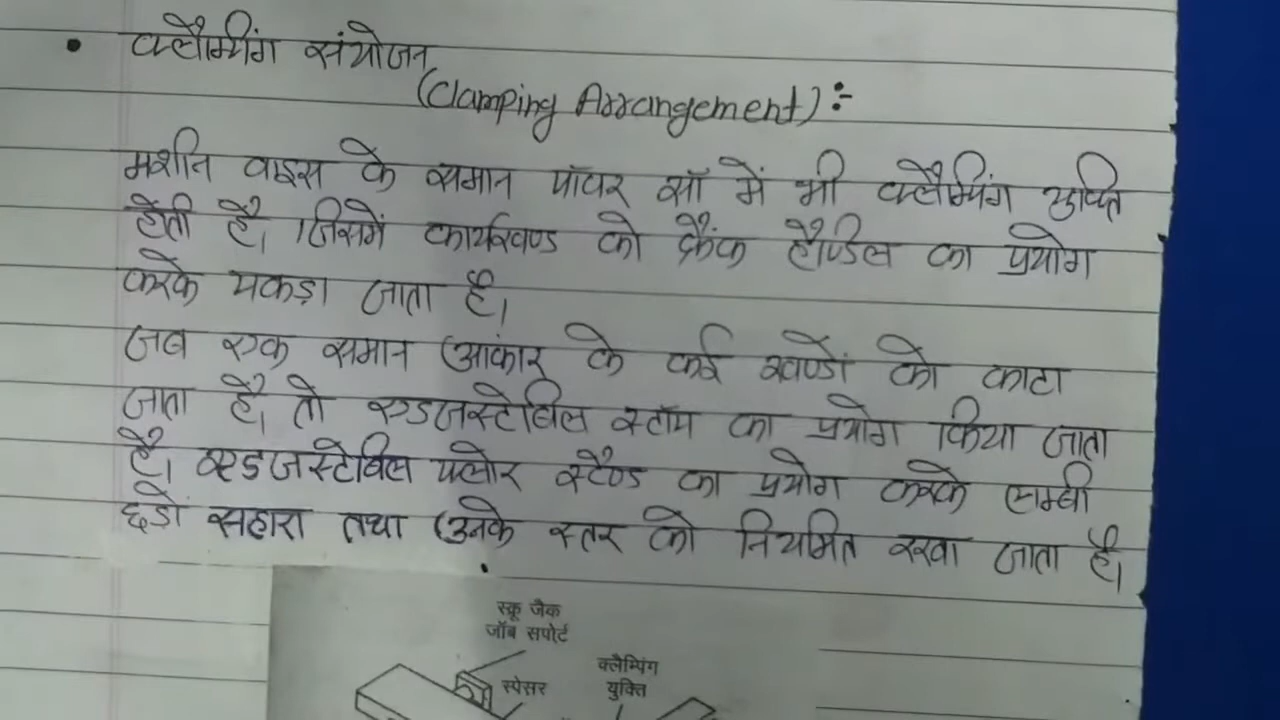 • क्लैम्पिंग संयोजन
(Clamping Arrangement) :-
मशीन वाइस के समान पॉवर सॉ में भी क्लैम्पिंग युक्ति
होती है। जिसमें कार्यखण्ड को क्रैंक हैण्डिल का प्रयोग
करके पकड़ा जाता है।
जब एक समान आकार के कई खण्डों को काटा
जाता है। तो एडजस्टेबिल स्टॉप का प्रयोग किया जाता
है। एडजस्टेबिल फ्लोर स्टैण्ड का प्रयोग करके लाम्बी
छडों सहारा तथा उनके स्तर को नियमित रखा जाता है।
स्क्रू जैक
जॉब सपोर्ट
क्लैम्पिंग
युक्ति
स्पेसर